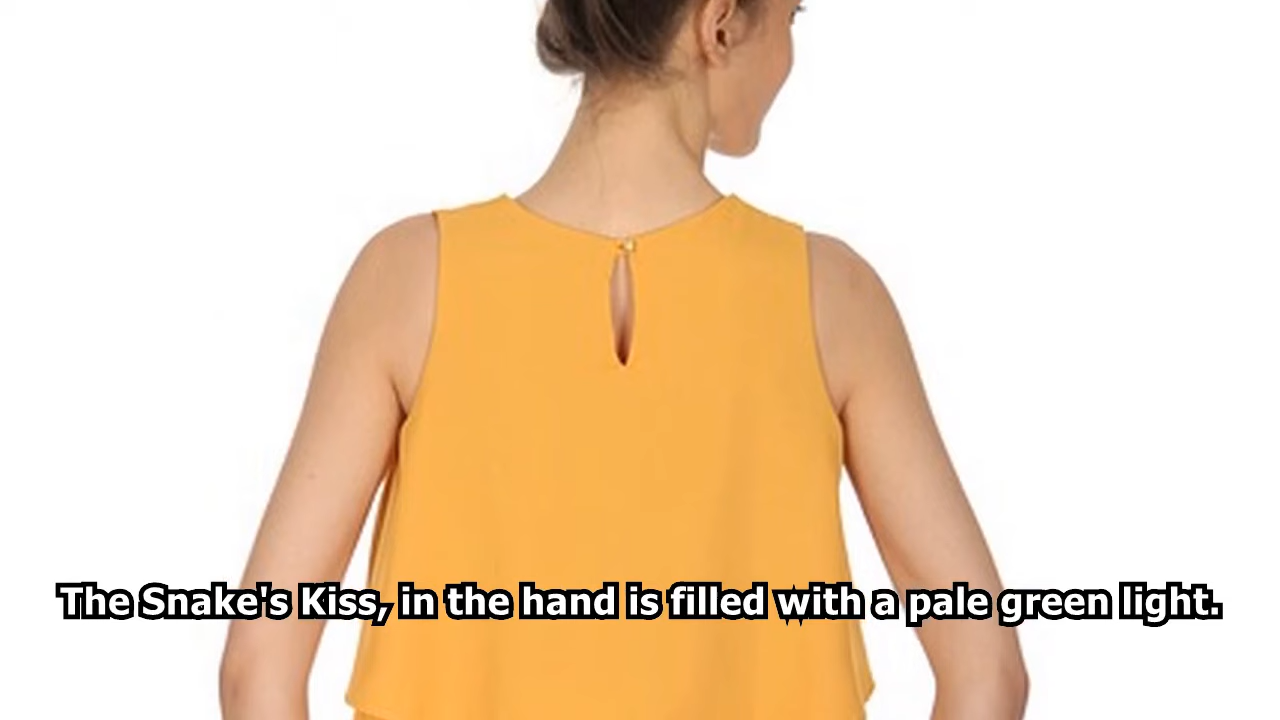 The Snake's Kiss, in the hand is filled with a pale green light.